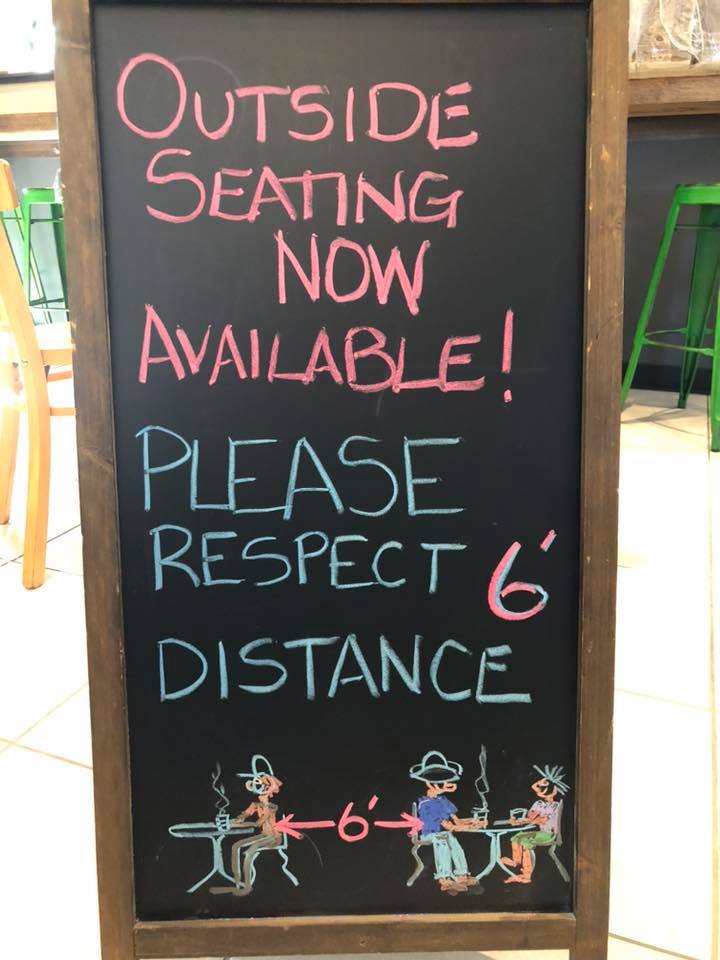 OUTSIDE
SEATING
NOW
AVAILABLE!
PLEASE
RESPECT 6'
DISTANCE
6'